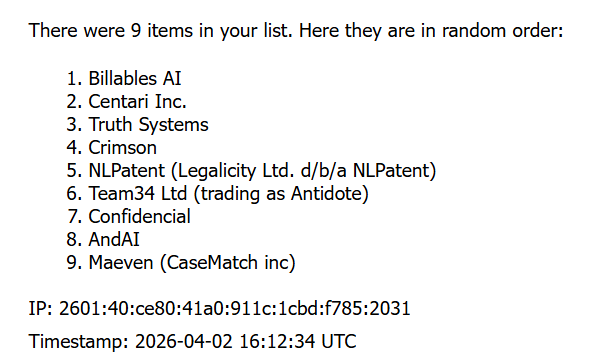 There were 9 items in your list. Here they are in random order:
1. Billables AI
2. Centari Inc.
3. Truth Systems
4. Crimson
5. NLPatent (Legalicity Ltd. d/b/a NLPatent)
6. Team34 Ltd (trading as Antidote)
7. Confidencial
8. AndAI
9. Maeven (CaseMatch inc)
IP: 2601:40:ce80:41a0:911c:1cbd:f785:2031
Timestamp: 2026-04-02 16:12:34 UTC